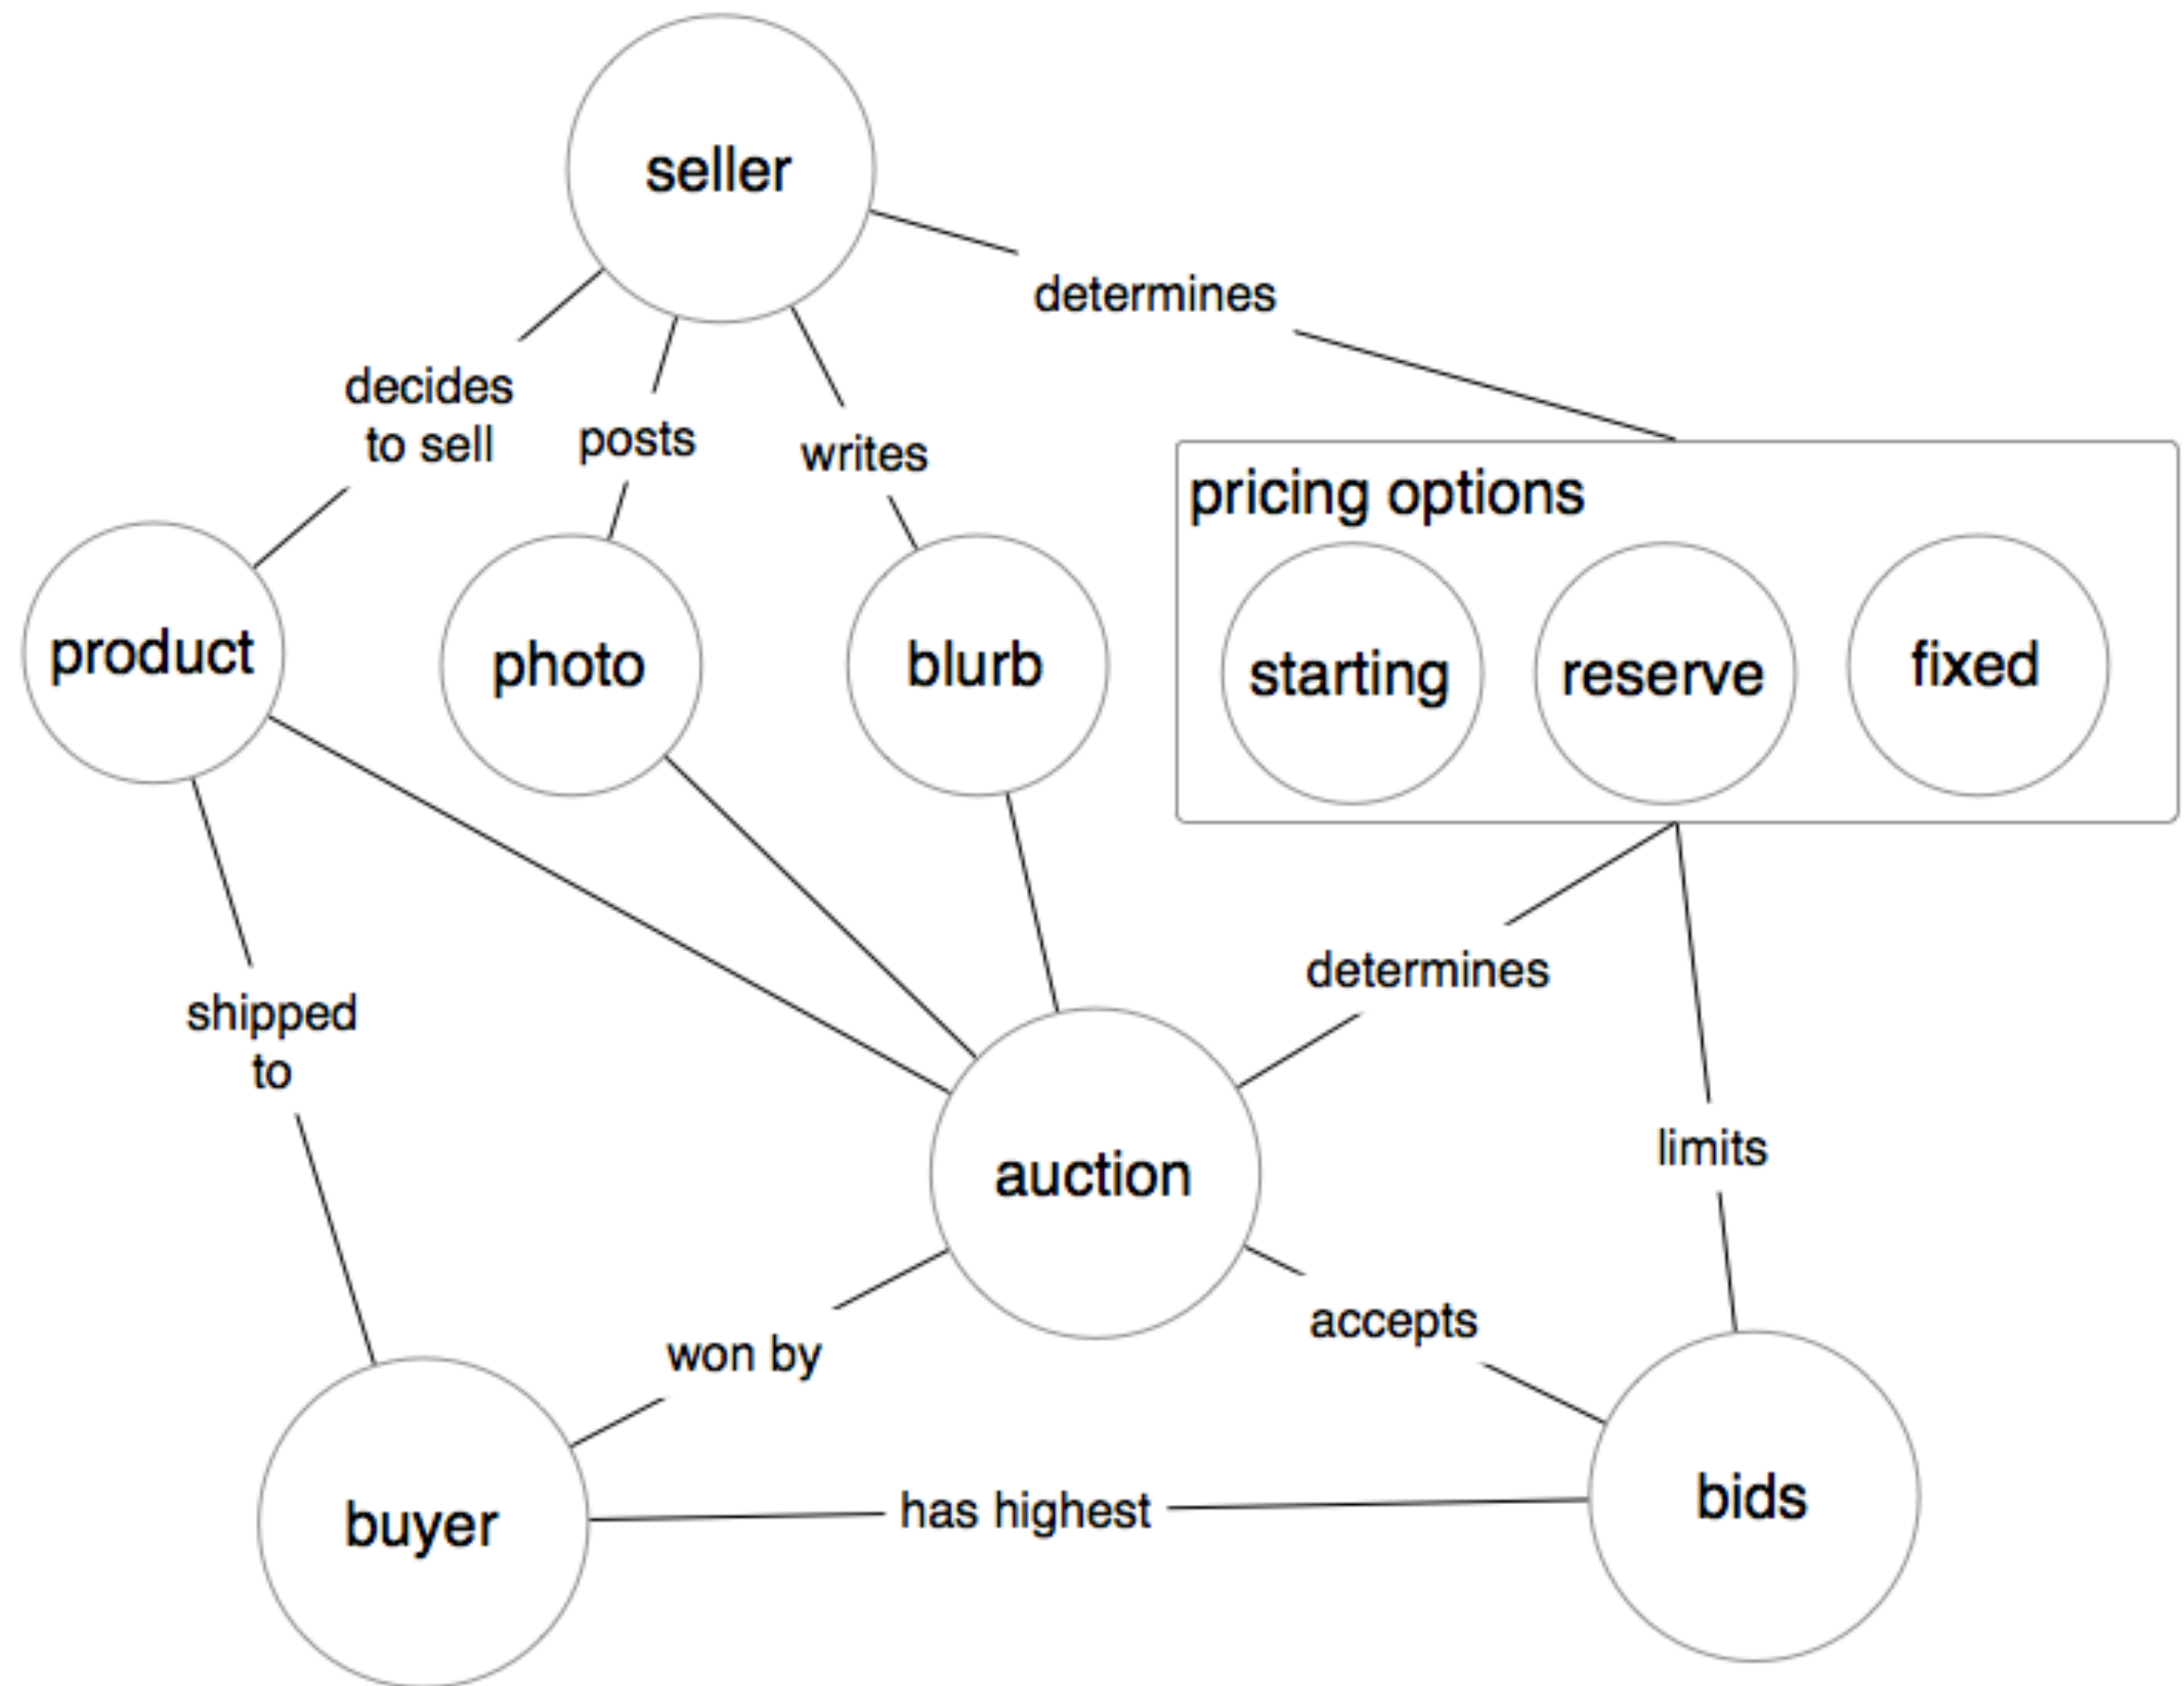 seller
determines
decides
to sell
posts
writes
pricing options
product
photo
blurb
starting
reserve
fixed
shipped
to
determines
auction
limits
won by
accepts
buyer
has highest
bids